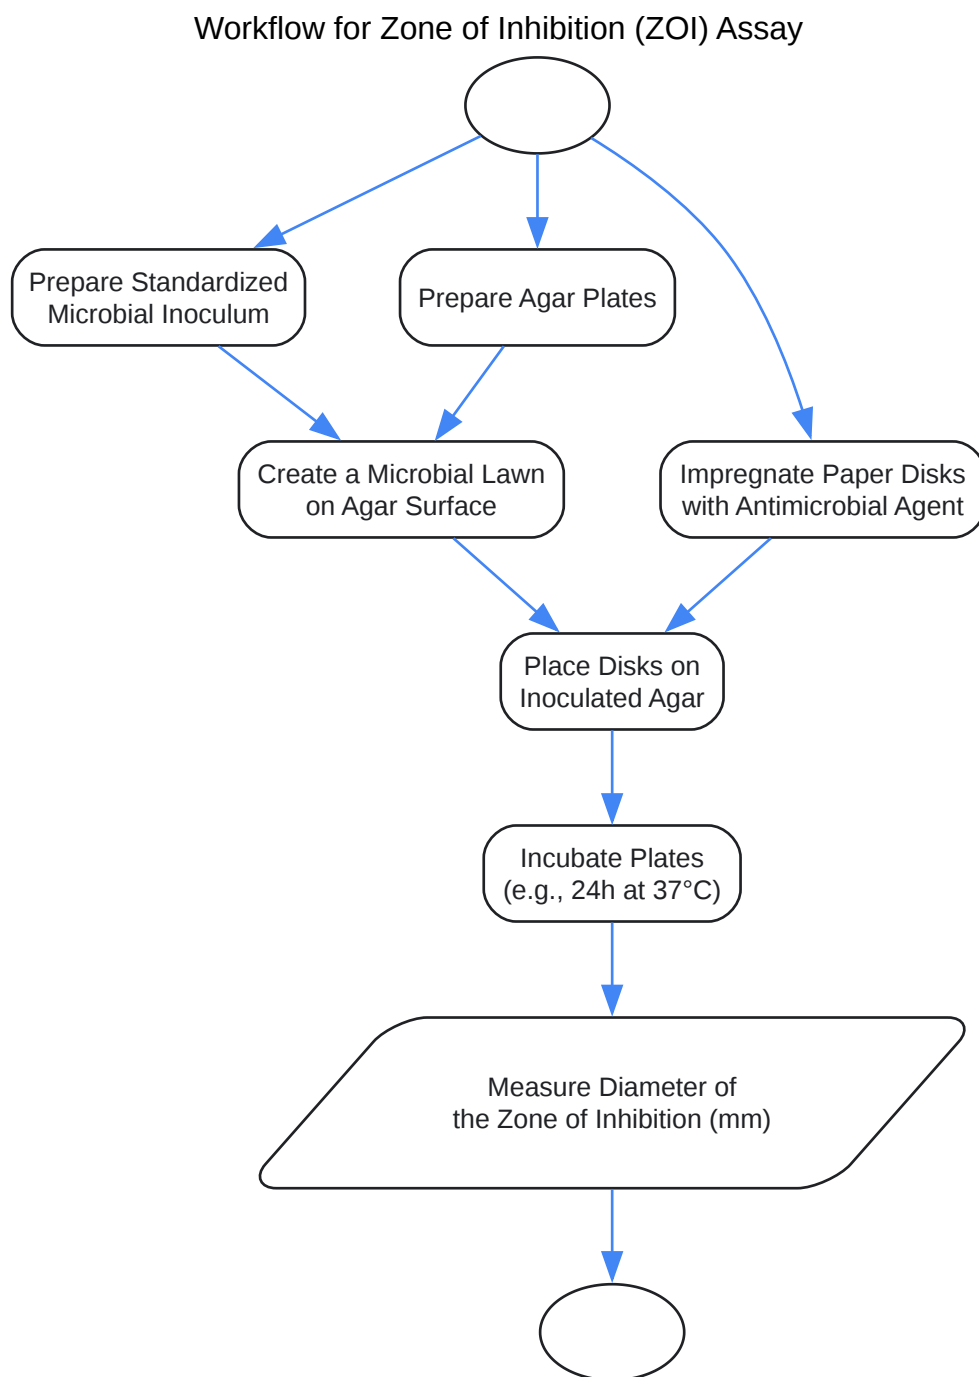 Workflow for Zone of Inhibition (ZOI) Assay
Prepare Standardized
Microbial Inoculum
Prepare Agar Plates
Create a Microbial Lawn
on Agar Surface
Impregnate Paper Disks
with Antimicrobial Agent
Place Disks on
Inoculated Agar
Incubate Plates
(e.g., 24h at 37°C)
Measure Diameter of
the Zone of Inhibition (mm)